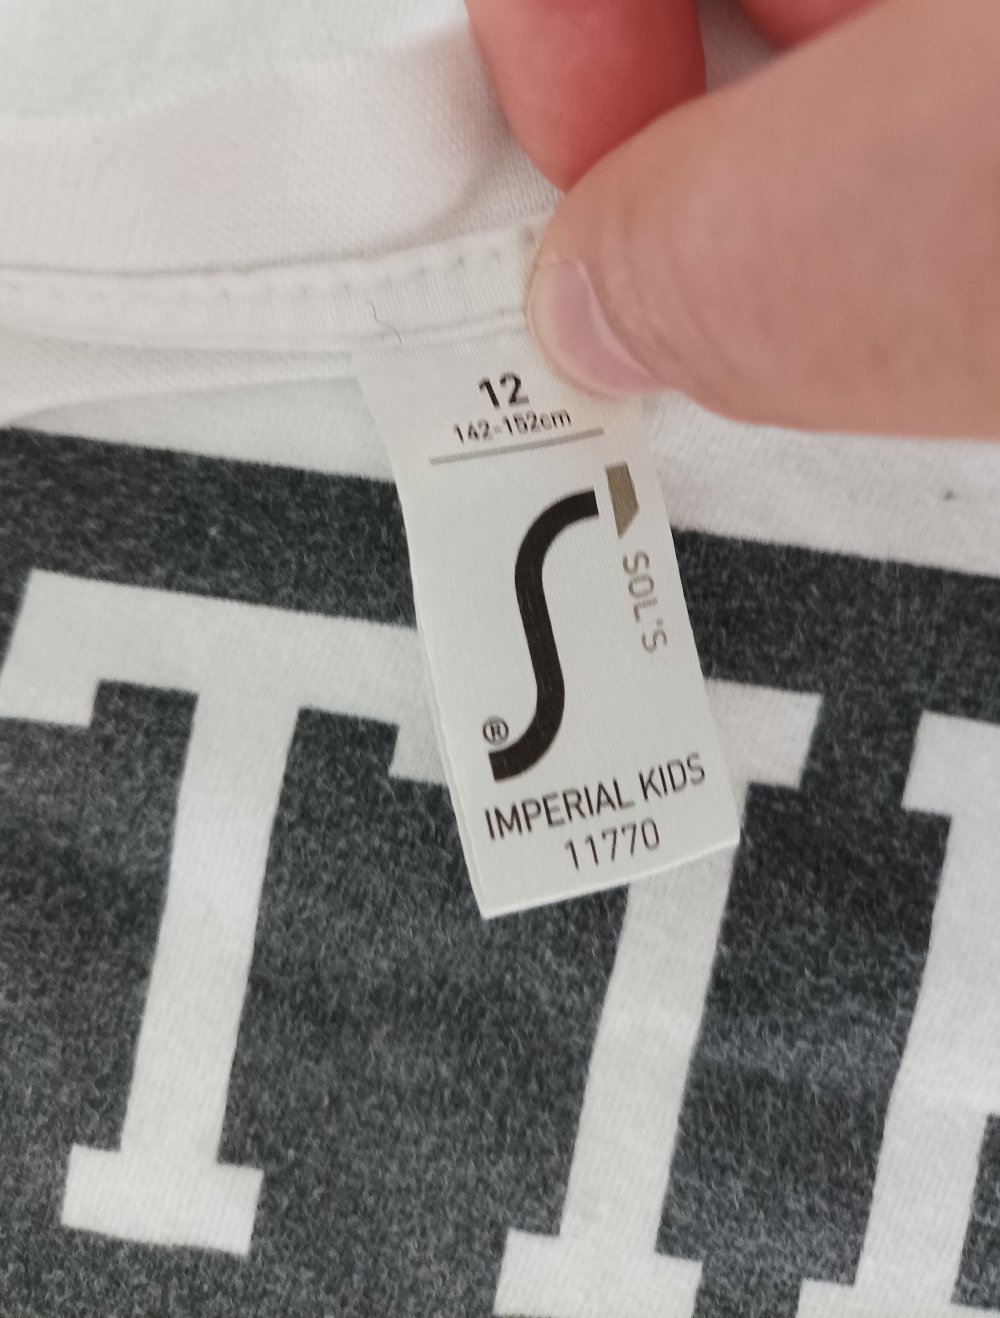 12
142-152cm
SOL'S
S
®
IMPERIAL KIDS
11770
T